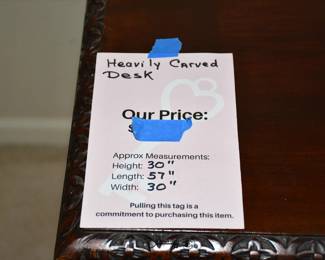 Heavily Carved
Desk
Our Price:
$
Approx Measurements:
Height: 30"
Length: 57"
Width: 30"
Pulling this tag is a
commitment to purchasing this item.